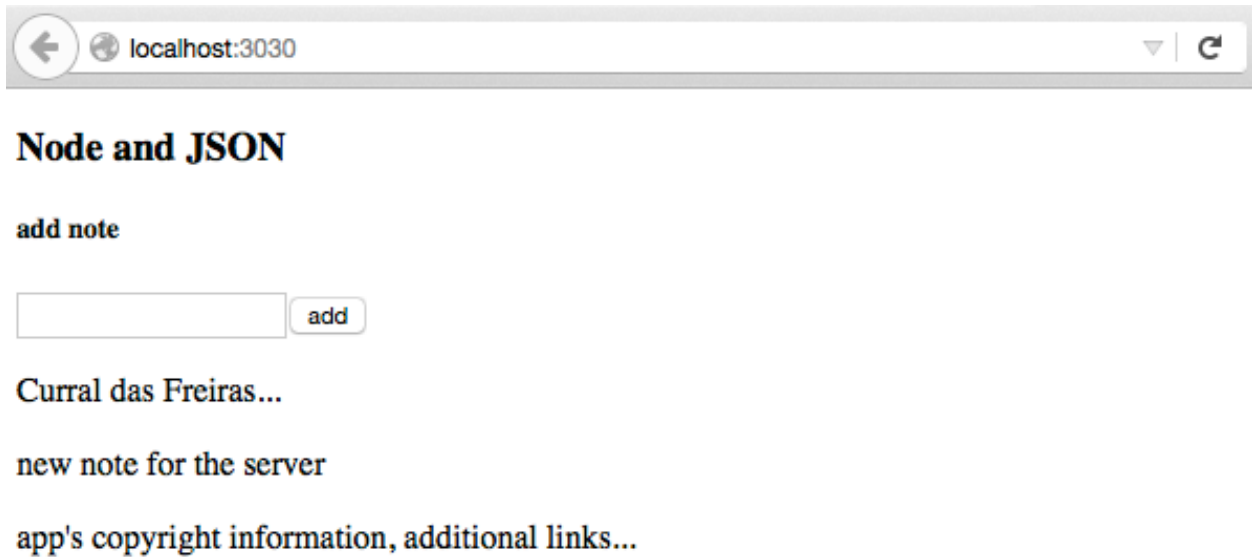 localhost:3030
Node and JSON
add note
add
Curral das Freiras...
new note for the server
app's copyright information, additional links...